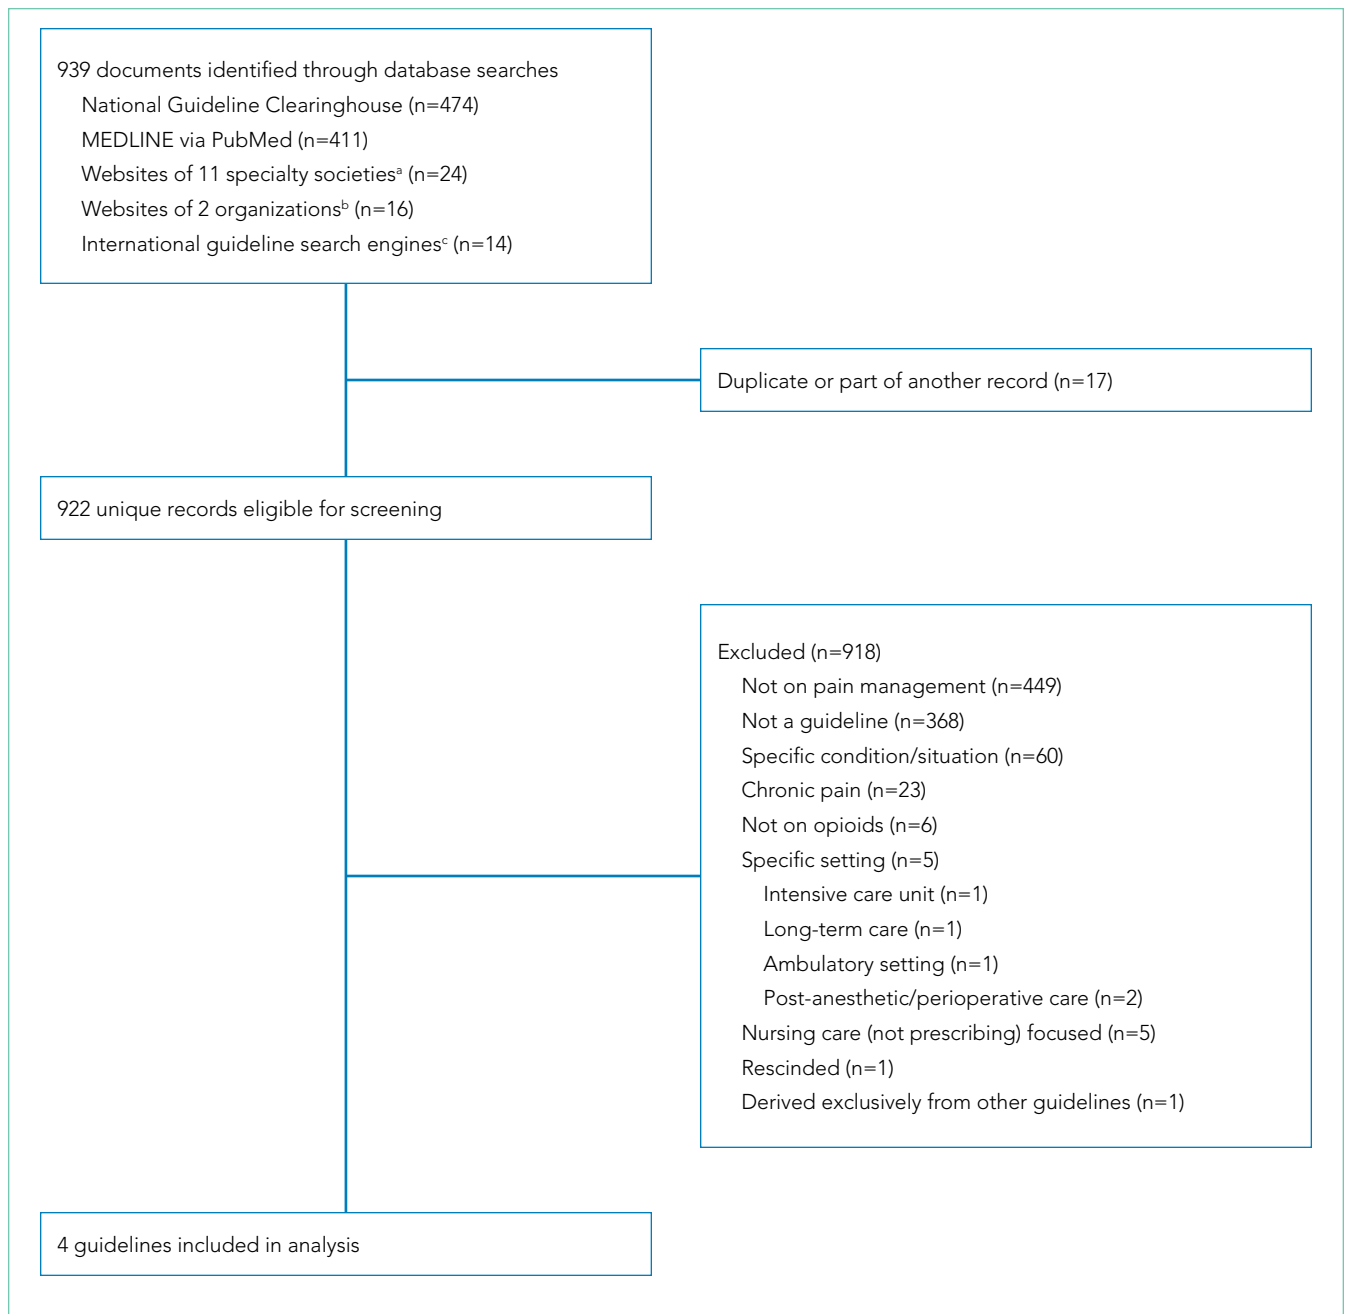 939 documents identified through database searches
National Guideline Clearinghouse (n=474)
MEDLINE via PubMed (n=411)
Websites of 11 specialty societiesᵃ (n=24)
Websites of 2 organizationsᵇ (n=16)
International guideline search enginesᶜ (n=14)
Duplicate or part of another record (n=17)
922 unique records eligible for screening
Excluded (n=918)
Not on pain management (n=449)
Not a guideline (n=368)
Specific condition/situation (n=60)
Chronic pain (n=23)
Not on opioids (n=6)
Specific setting (n=5)
Intensive care unit (n=1)
Long-term care (n=1)
Ambulatory setting (n=1)
Post-anesthetic/perioperative care (n=2)
Nursing care (not prescribing) focused (n=5)
Rescinded (n=1)
Derived exclusively from other guidelines (n=1)
4 guidelines included in analysis